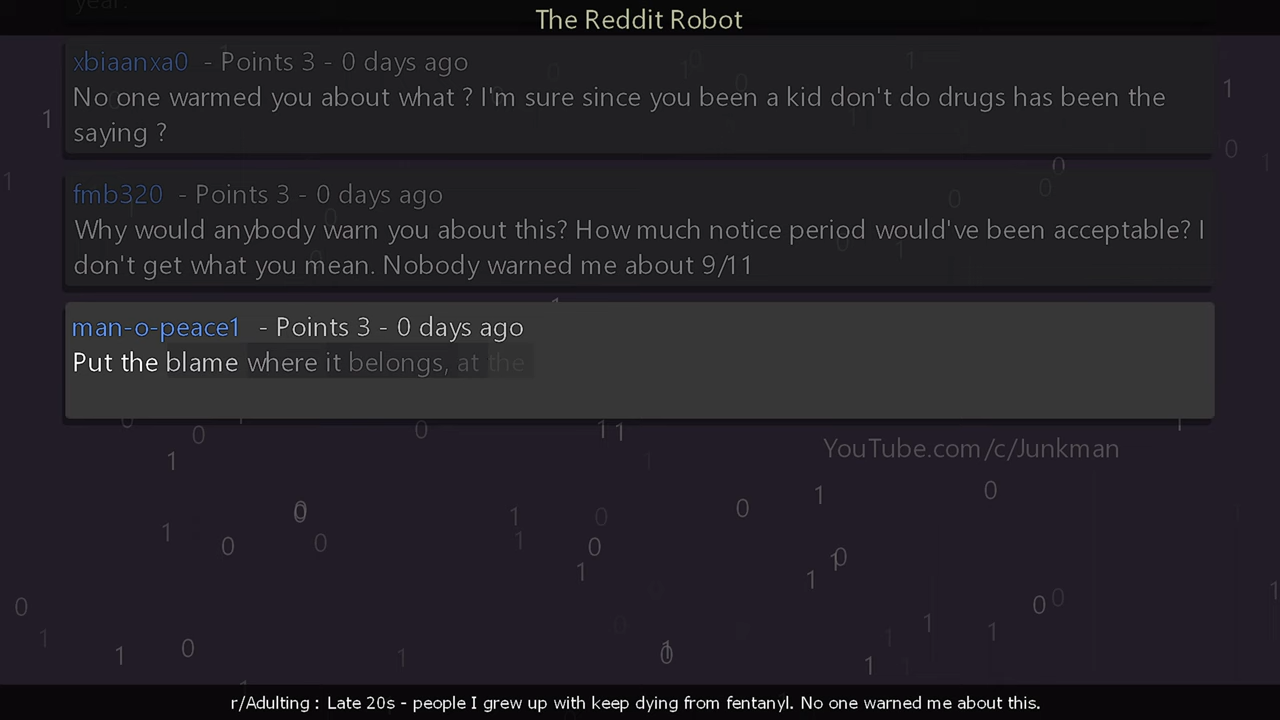 year.
The Reddit Robot
xbiaanxa0 - Points 3 - 0 days ago
No one warmed you about what ? I'm sure since you been a kid don't do drugs has been the
saying ?
fmb320 - Points 3 - 0 days ago
Why would anybody warn you about this? How much notice period would've been acceptable? I
don't get what you mean. Nobody warned me about 9/11
man-o-peace1 - Points 3 - 0 days ago
Put the blame where it belongs, at the
YouTube.com/c/Junkman
r/Adulting : Late 20s - people I grew up with keep dying from fentanyl. No one warned me about this.